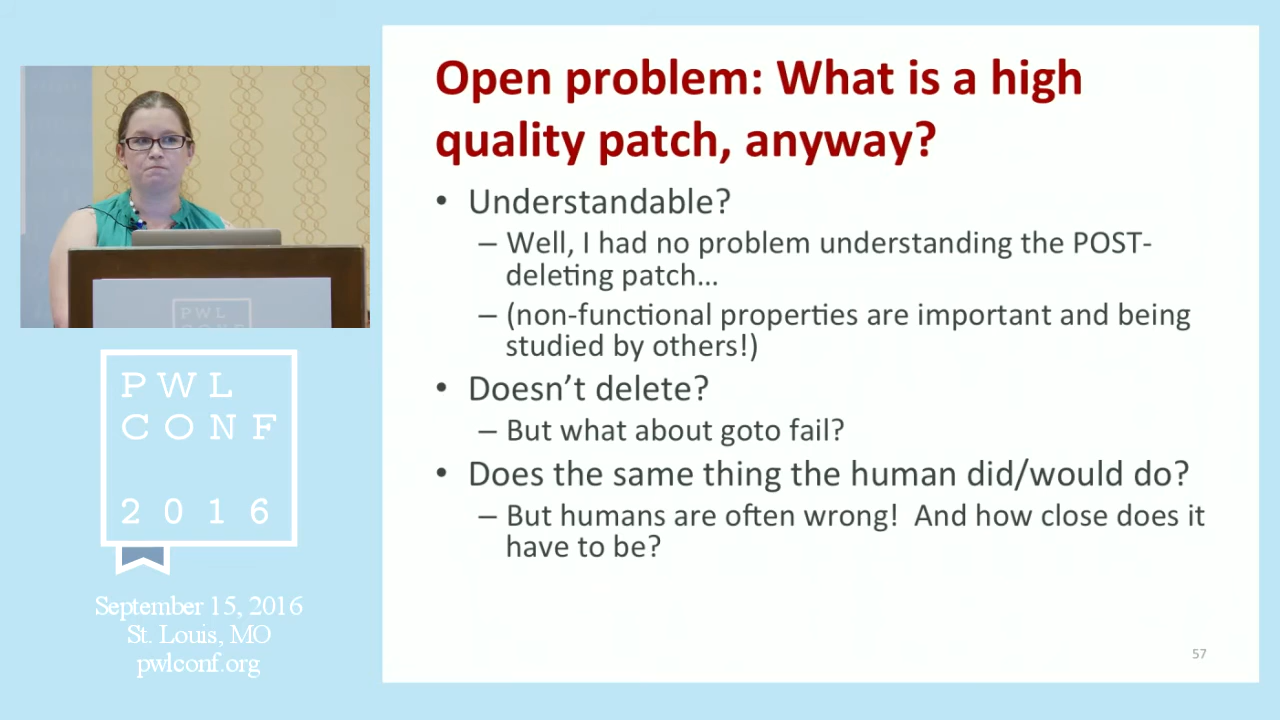 PWL
CONF
PWL
CONF
2016
September 15, 2016
St. Louis, MO
pwlconf.org
Open problem: What is a high
quality patch, anyway?
• Understandable?
– Well, I had no problem understanding the POST-
deleting patch…
– (non-functional properties are important and being
studied by others!)
• Doesn’t delete?
– But what about goto fail?
• Does the same thing the human did/would do?
– But humans are often wrong!  And how close does it
have to be?
57